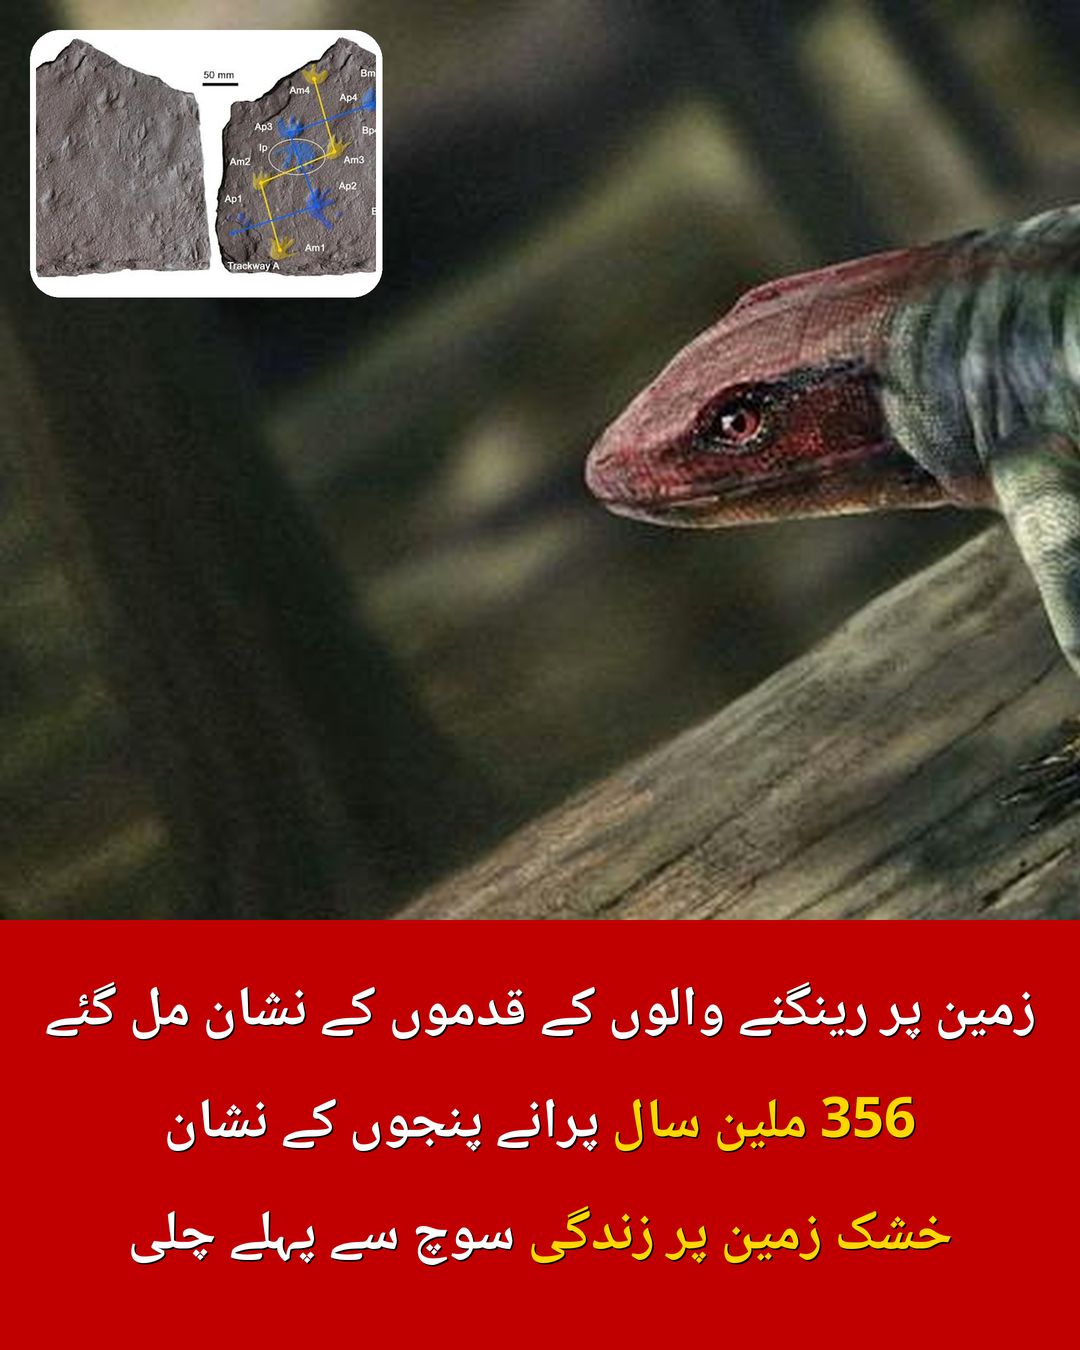 50 mm
Bm
Am4
Ap4
Ap3
Bp
Ip
Am2
Am3
Ap2
Ap1
B
Am1
Trackway A
زمین پر رینگنے والوں کے قدموں کے نشان مل گئے
356 ملین سال پرانے پنجوں کے نشان
خشک زمین پر زندگی سوچ سے پہلے چلی